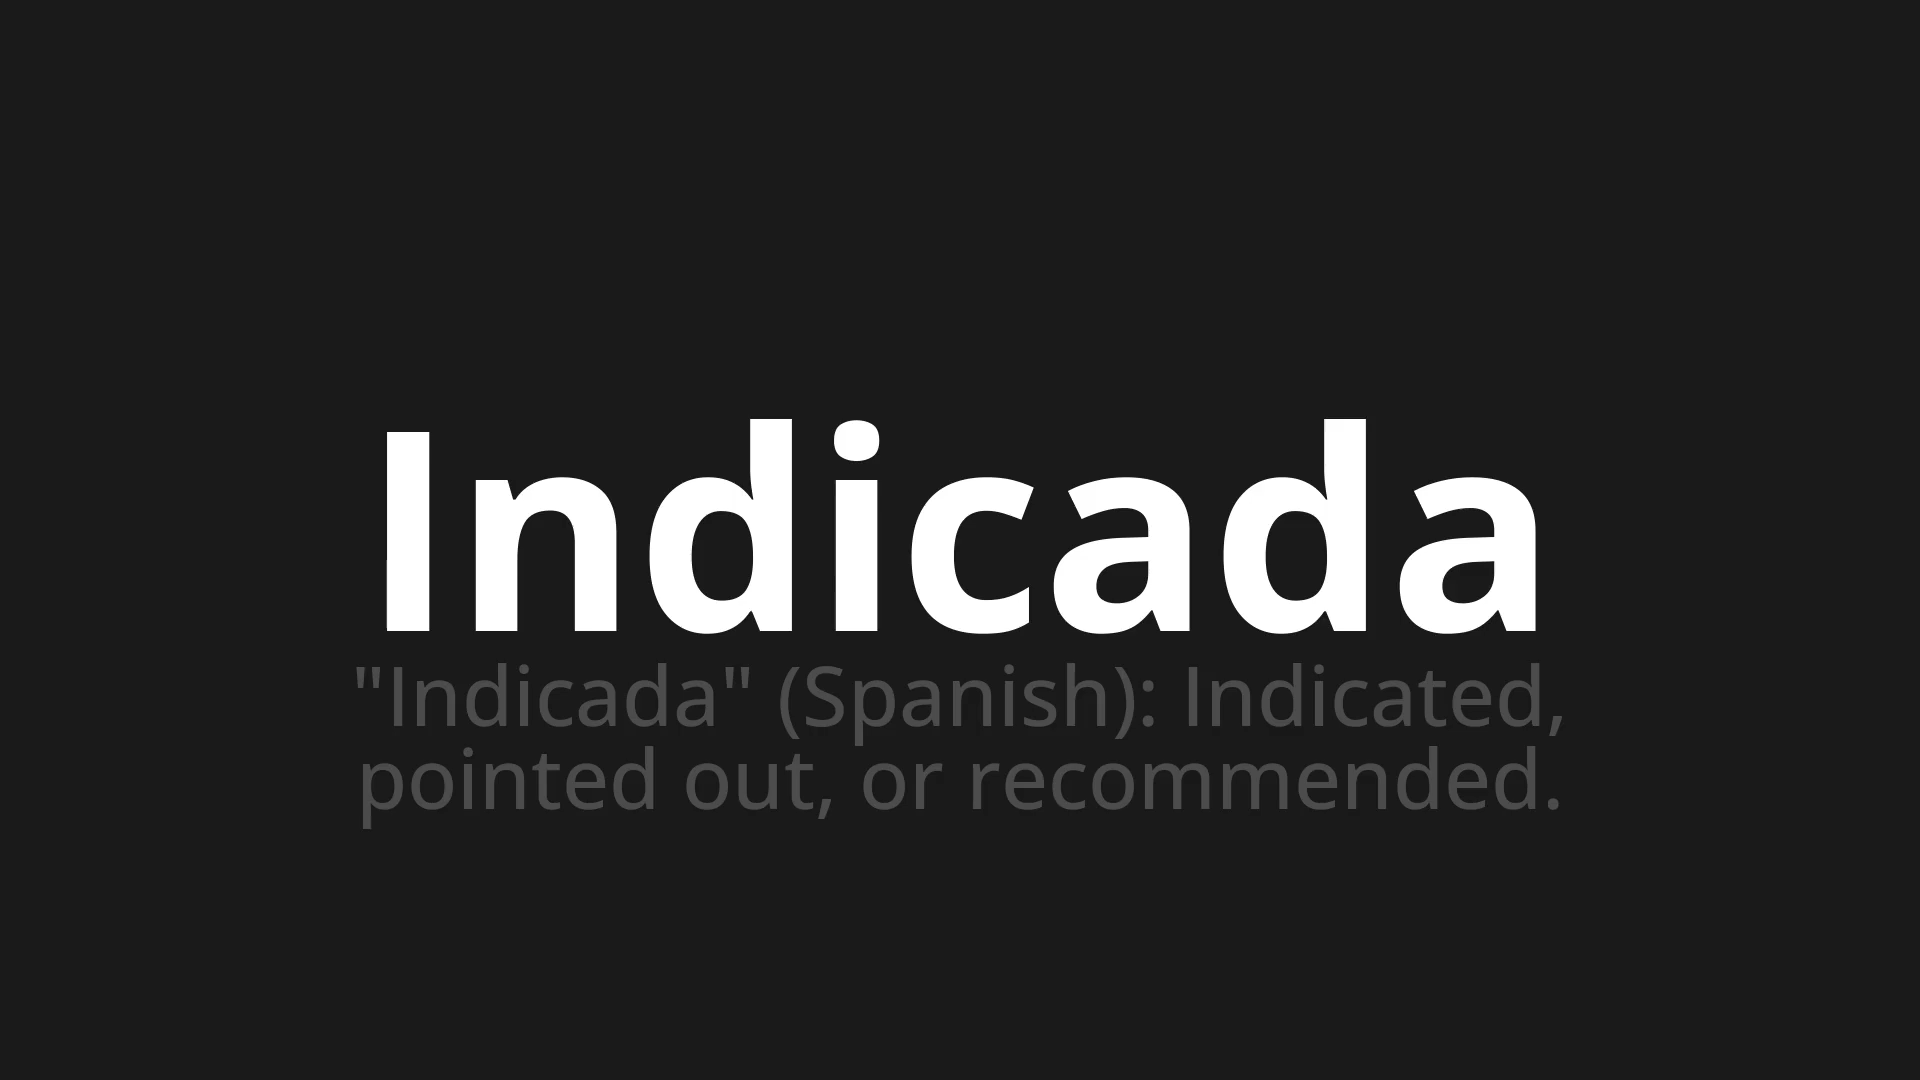 Indicada
"Indicada" (Spanish): Indicated,
pointed out, or recommended.